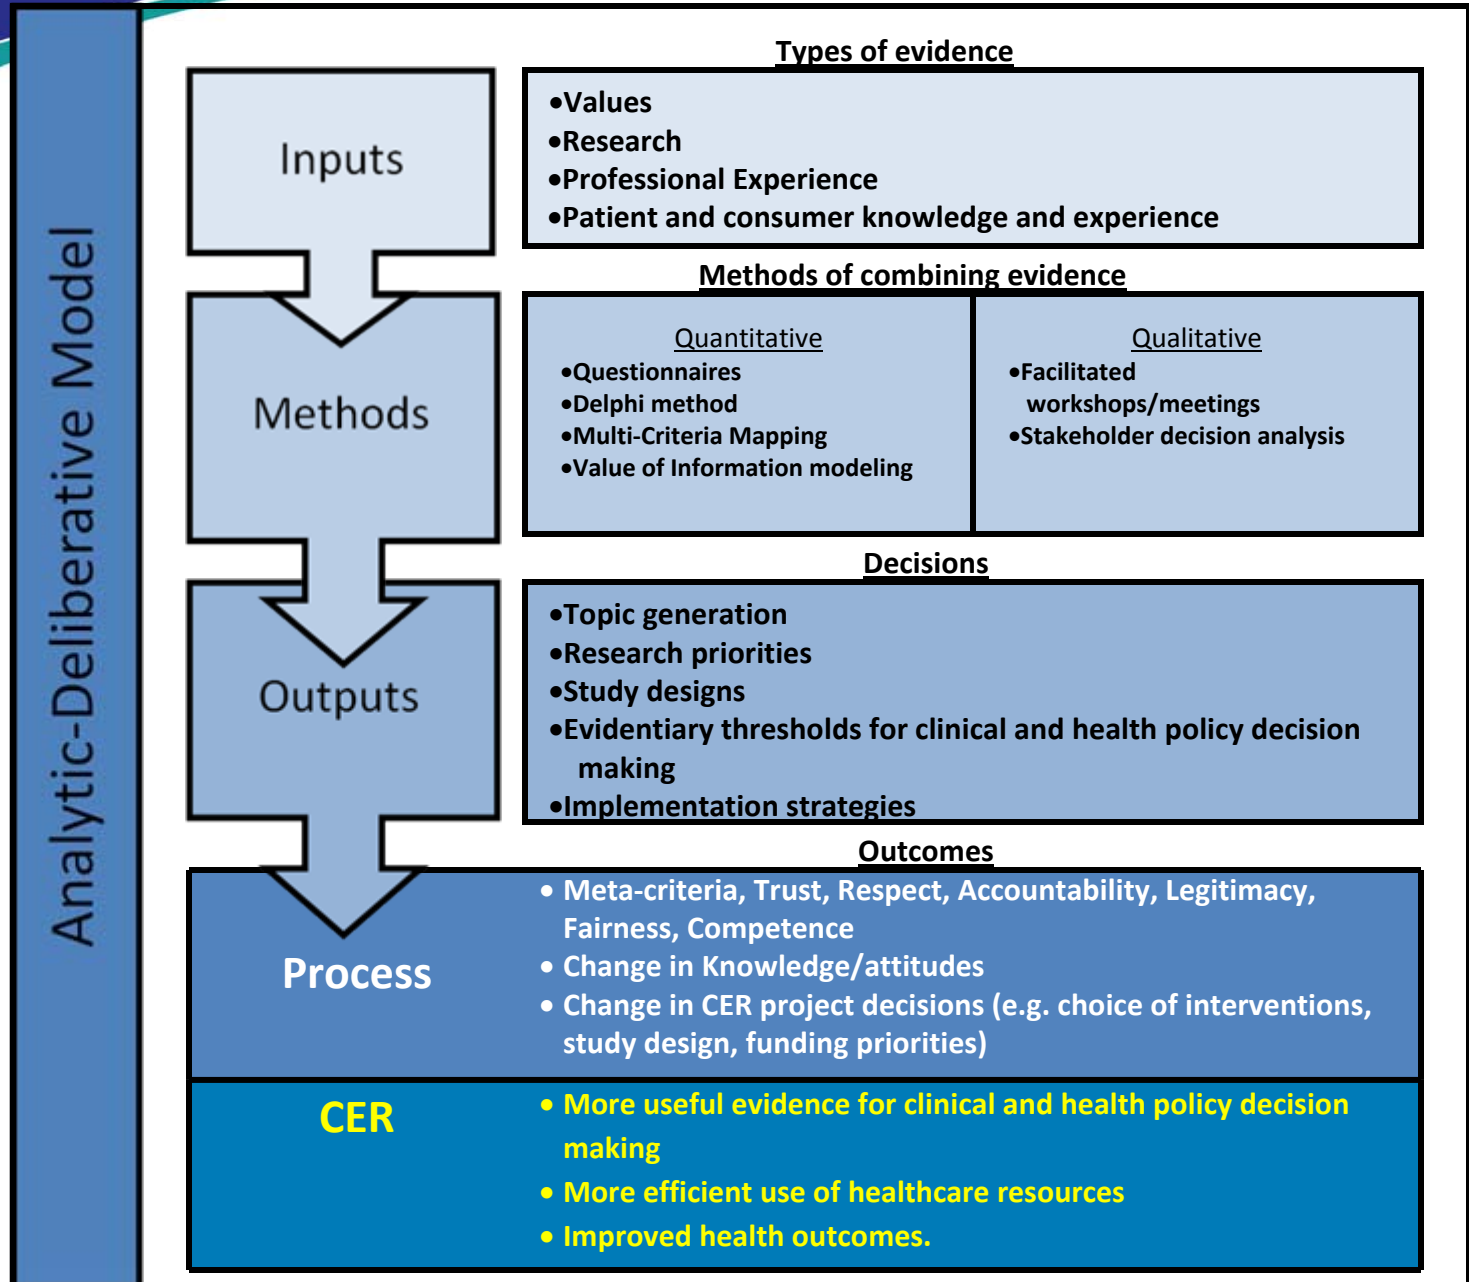 Analytic-Deliberative Model
Types of evidence
Inputs
•Values
•Research
•Professional Experience
•Patient and consumer knowledge and experience
Methods of combining evidence
Methods
Quantitative
•Questionnaires
•Delphi method
•Multi-Criteria Mapping
•Value of Information modeling
Qualitative
•Facilitated
workshops/meetings
•Stakeholder decision analysis
Decisions
Outputs
•Topic generation
•Research priorities
•Study designs
•Evidentiary thresholds for clinical and health policy decision
making
•Implementation strategies
Outcomes
Process
• Meta-criteria, Trust, Respect, Accountability, Legitimacy,
Fairness, Competence
• Change in Knowledge/attitudes
• Change in CER project decisions (e.g. choice of interventions,
study design, funding priorities)
CER
• More useful evidence for clinical and health policy decision
making
• More efficient use of healthcare resources
• Improved health outcomes.